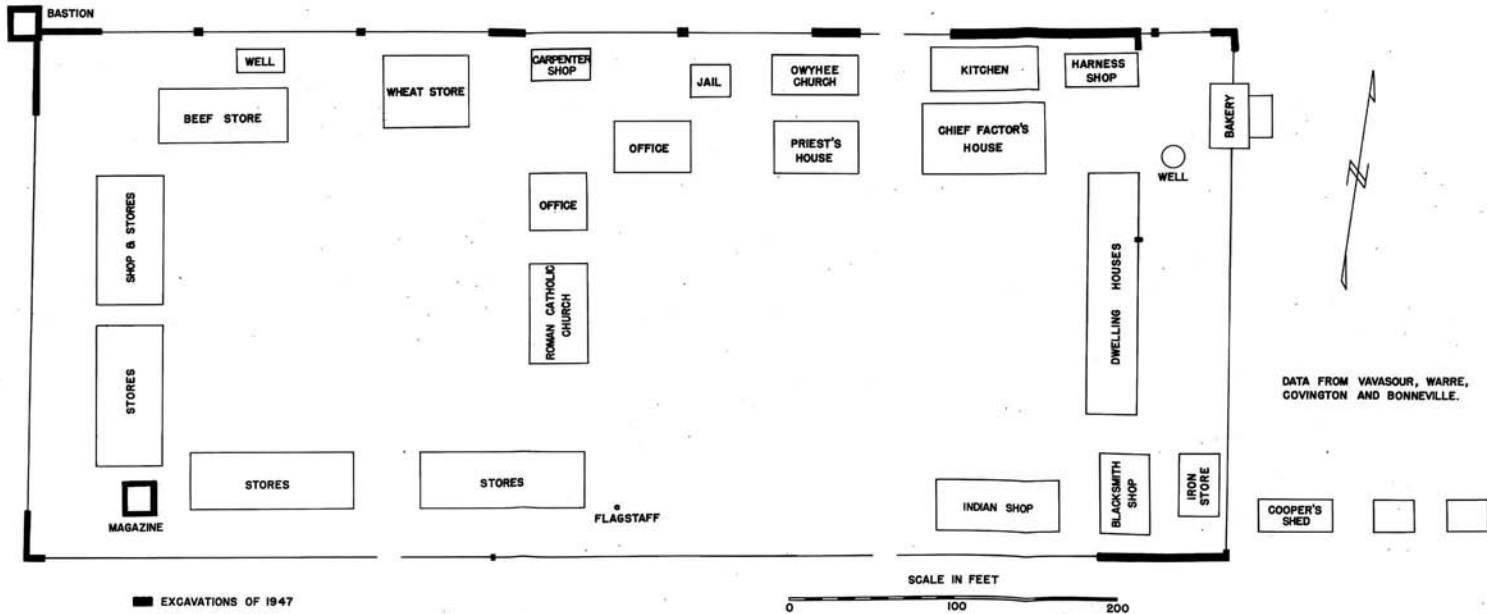 BASTION
WELL
CARPENTER
SHOP
WHEAT STORE
BEEF STORE
JAIL
OWYHEE
CHURCH
KITCHEN
HARNESS
SHOP
OFFICE
PRIEST'S
HOUSE
CHIEF FACTOR'S
HOUSE
BAKERY
WELL
SHOP & STORES
OFFICE
ROMAN CATHOLIC
CHURCH
DWELLING HOUSES
STORES
DATA FROM VAVASOUR, WARRE,
COVINGTON AND BONNEVILLE.
STORES
STORES
MAGAZINE
FLAGSTAFF
INDIAN SHOP
BLACKSMITH
SHOP
IRON
STORE
COOPER'S
SHED
EXCAVATIONS OF 1947
SCALE IN FEET
0 100 200